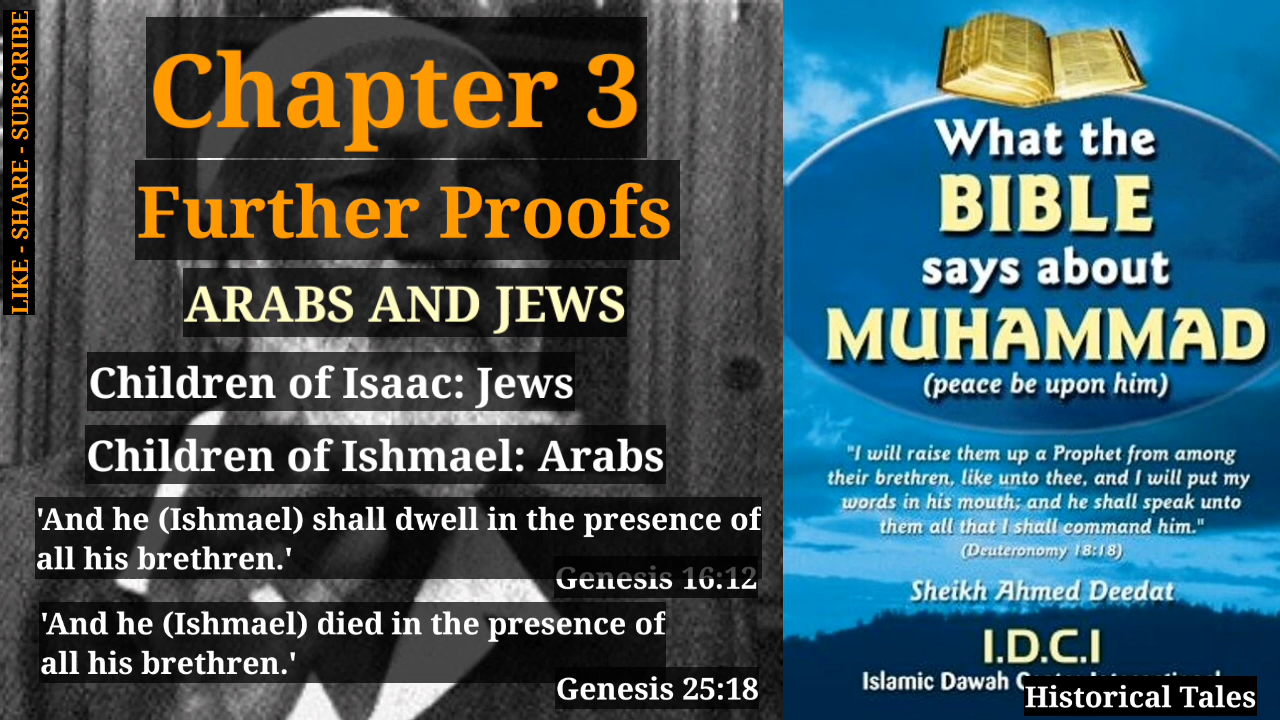 LIKE - SHARE - SUBSCRIBE
Chapter 3
Further Proofs
ARABS AND JEWS
Children of Isaac: Jews
Children of Ishmael: Arabs
'And he (Ishmael) shall dwell in the presence of
all his brethren.'
Genesis 16:12
'And he (Ishmael) died in the presence of
all his brethren.'
Genesis 25:18
What the
BIBLE
says about
MUHAMMAD
(peace be upon him)
"I will raise them up a Prophet from among
their brethren, like unto thee, and I will put my
words in his mouth; and he shall speak unto
them all that I shall command him."
(Deuteronomy 18:18)
Sheikh Ahmed Deedat
I.D.C.I
Islamic Dawah
Historical Tales